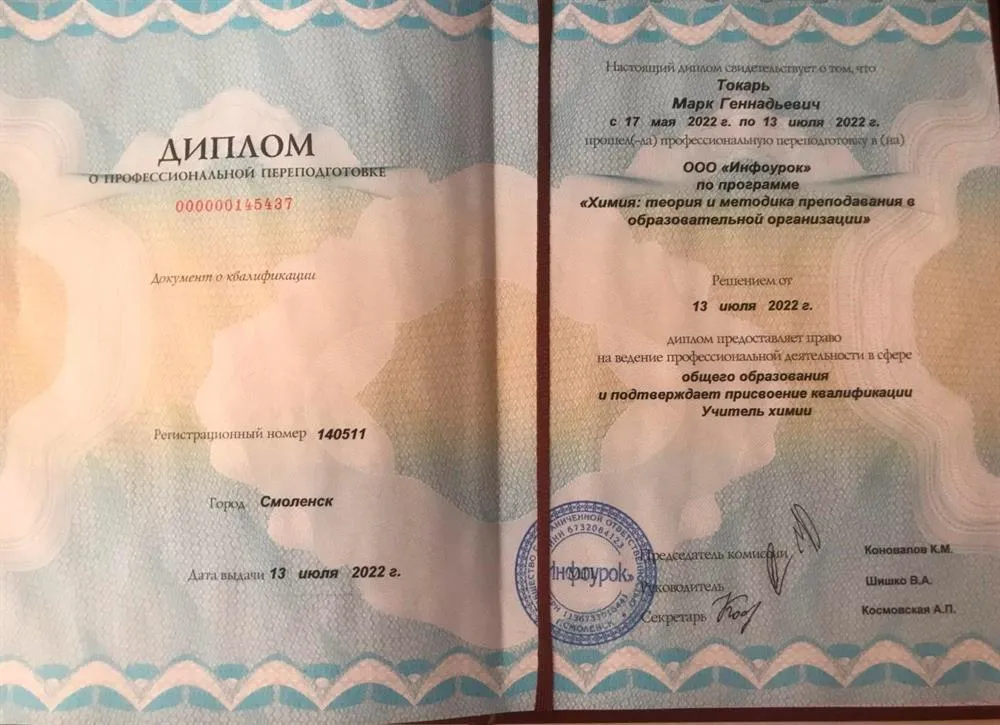 ДИПЛОМ
О ПРОФЕССИОНАЛЬНОЙ ПЕРЕПОДГОТОВКЕ
000000145437
Документ о квалификации
Регистрационный номер 140511
Город Смоленск
Дата выдачи 13 июля 2022 г.
Настоящий диплом свидетельствует о том, что
Токарь
Марк Геннадьевич
с 17 мая 2022 г. по 13 июля 2022 г.
прошел(-ла) профессиональную переподготовку в (на)
ООО «Инфоурок»
по программе
«Химия: теория и методика преподавания в
образовательной организации»
Решением от
13 июля 2022 г.
диплом предоставляет право
на ведение профессиональной деятельности в сфере
общего образования
и подтверждает присвоение квалификации
Учитель химии
Председатель комиссии Коновалов К.М.
Руководитель Шишко В.А.
Секретарь Космовская А.П.
«Инфоурок»
6732064123
Г.СМОЛЕНСК